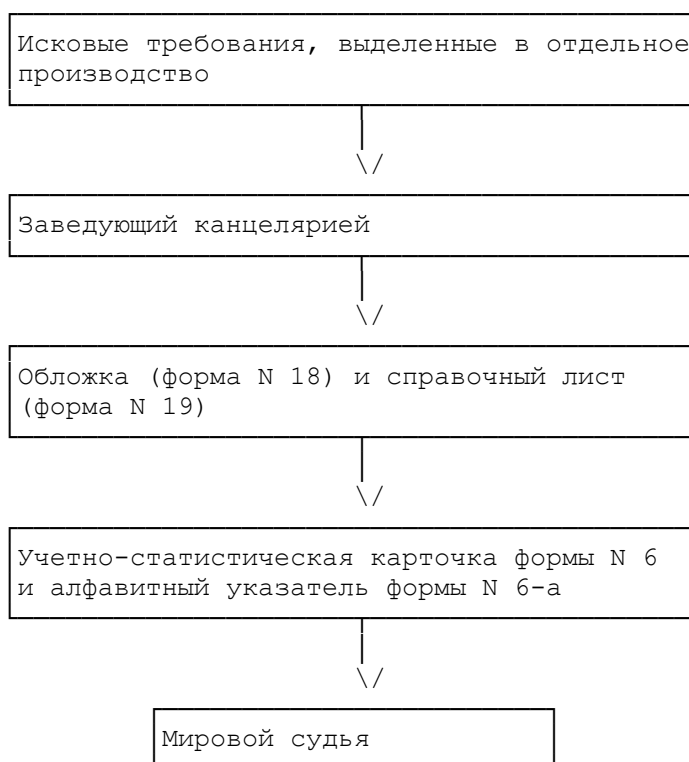 Исковые требования, выделенные в отдельное
производство
\/
Заведующий канцелярией
\/
Обложка (форма N 18) и справочный лист
(форма N 19)
\/
Учетно-статистическая карточка формы N 6
и алфавитный указатель формы N 6-а
\/
Мировой судья